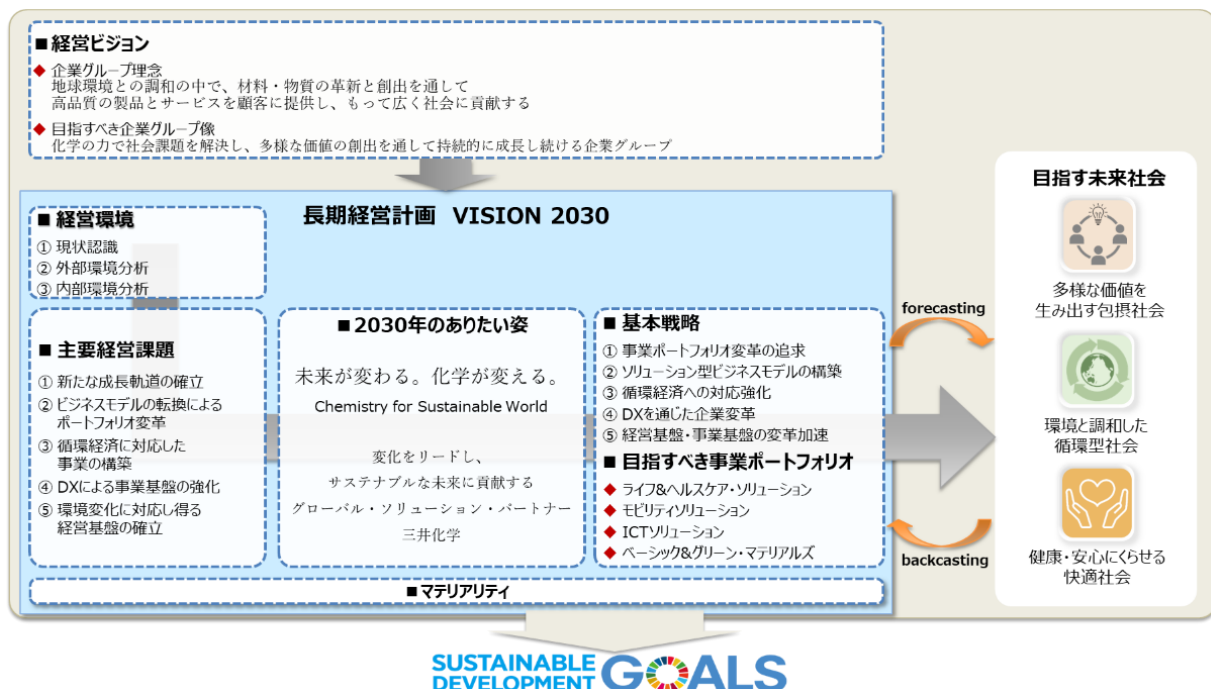 ■ 経営ビジョン
◆ 企業グループ理念
地球環境との調和の中で、材料・物質の革新と創出を通して
高品質の製品とサービスを顧客に提供し、もって広く社会に貢献する
◆ 目指すべき企業グループ像
化学の力で社会課題を解決し、多様な価値の創出を通して持続的に成長し続ける企業グループ
長期経営計画 VISION 2030
■ 経営環境
① 現状認識
② 外部環境分析
③ 内部環境分析
■ 主要経営課題
① 新たな成長軌道の確立
② ビジネスモデルの転換による
ポートフォリオ変革
③ 循環経済に対応した
事業の構築
④ DXによる事業基盤の強化
⑤ 環境変化に対応し得る
経営基盤の確立
■2030年のありたい姿
未来が変わる。化学が変える。
Chemistry for Sustainable World
変化をリードし、
サステナブルな未来に貢献する
グローバル・ソリューション・パートナー
三井化学
■ 基本戦略
① 事業ポートフォリオ変革の追求
② ソリューション型ビジネスモデルの構築
③ 循環経済への対応強化
④ DXを通じた企業変革
⑤ 経営基盤・事業基盤の変革加速
■ 目指すべき事業ポートフォリオ
◆ ライフ&ヘルスケア・ソリューション
◆ モビリティソリューション
◆ ICTソリューション
◆ ベーシック&グリーン・マテリアルズ
■マテリアリティ
forecasting
backcasting
目指す未来社会
多様な価値を
生み出す包摂社会
環境と調和した
循環型社会
健康・安心にくらせる
快適社会
SUSTAINABLE
DEVELOPMENT
GOALS